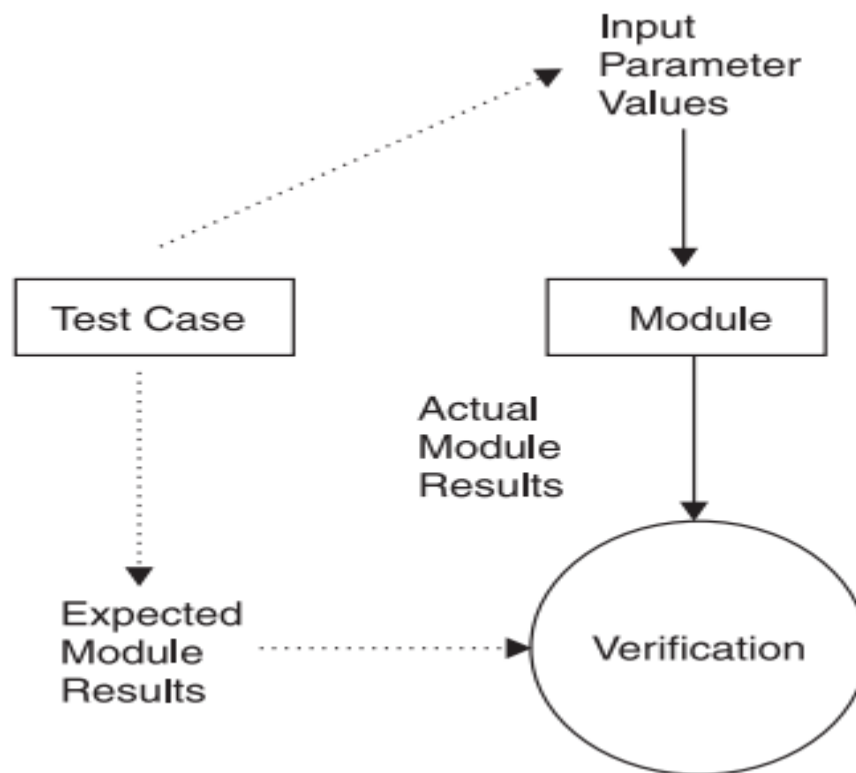 Input
Parameter
Values
Test Case
Module
Actual
Module
Results
Expected
Module
Results
Verification